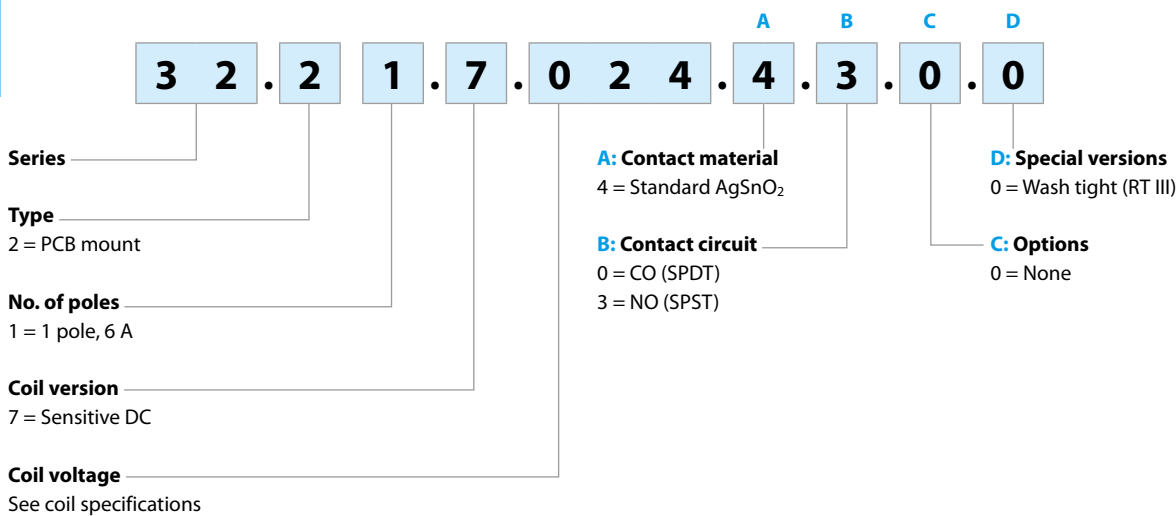 A B C D
3 2 . 2 1 . 7 . 0 2 4 . 4 . 3 . 0 . 0
Series
Type
2 = PCB mount
No. of poles
1 = 1 pole, 6 A
Coil version
7 = Sensitive DC
Coil voltage
See coil specifications
A: Contact material
4 = Standard AgSnO₂
B: Contact circuit
0 = CO (SPDT)
3 = NO (SPST)
D: Special versions
0 = Wash tight (RT III)
C: Options
0 = None